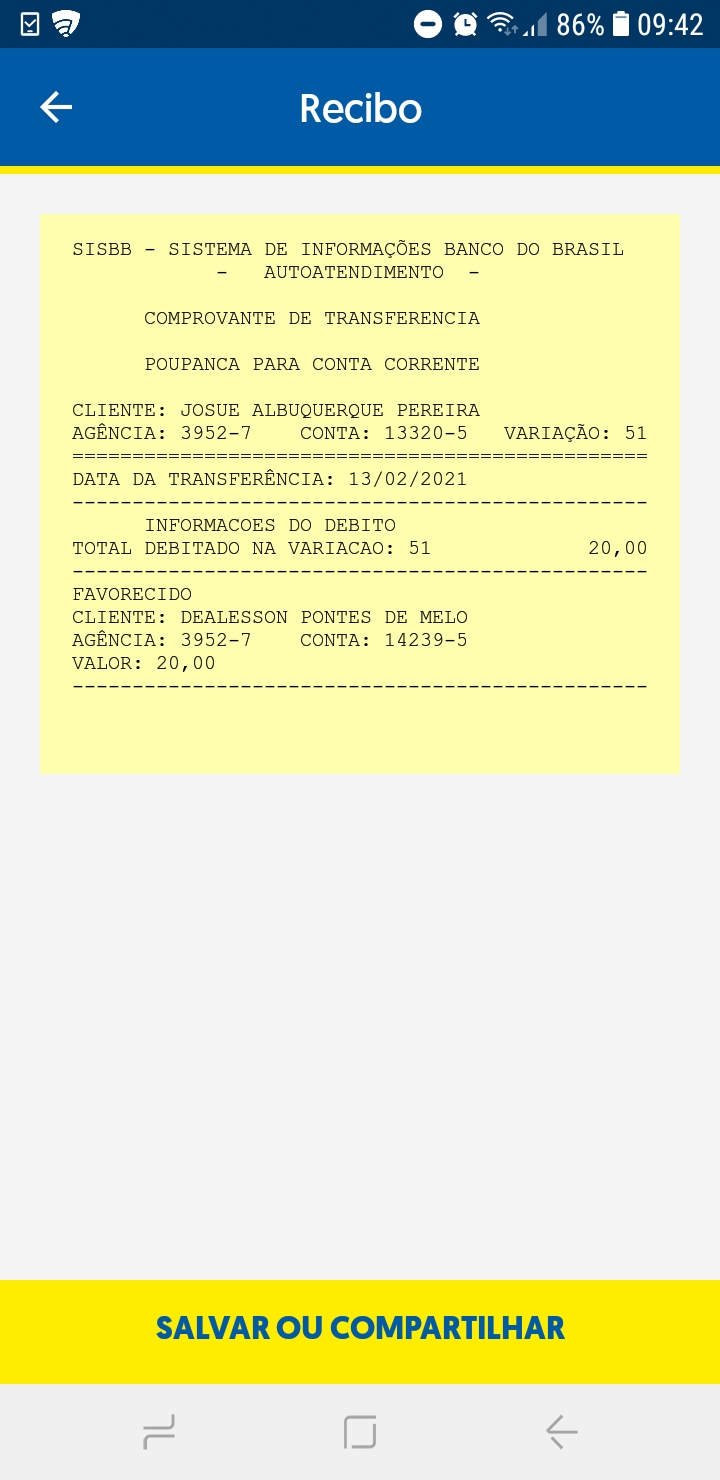 86% 09:42
Recibo
SISBB - SISTEMA DE INFORMAÇÕES BANCO DO BRASIL
- AUTOATENDIMENTO -
COMPROVANTE DE TRANSFERENCIA
POUPANCA PARA CONTA CORRENTE
CLIENTE: JOSUE ALBUQUERQUE PEREIRA
AGÊNCIA: 3952-7 CONTA: 13320-5 VARIAÇÃO: 51
================================================
DATA DA TRANSFERÊNCIA: 13/02/2021
------------------------------------------------
INFORMACOES DO DEBITO
TOTAL DEBITADO NA VARIACAO: 51 20,00
------------------------------------------------
FAVORECIDO
CLIENTE: DEALESSON PONTES DE MELO
AGÊNCIA: 3952-7 CONTA: 14239-5
VALOR: 20,00
------------------------------------------------
SALVAR OU COMPARTILHAR